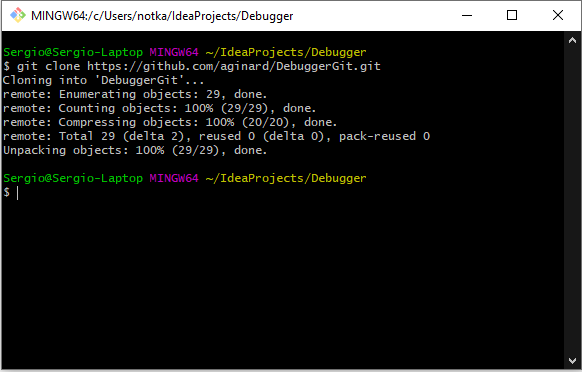 MINGW64:/c/Users/notka/IdeaProjects/Debugger
Sergio@Sergio-Laptop MINGW64 ~/IdeaProjects/Debugger
$ git clone https://github.com/aginard/DebuggerGit.git
Cloning into 'DebuggerGit'...
remote: Enumerating objects: 29, done.
remote: Counting objects: 100% (29/29), done.
remote: Compressing objects: 100% (20/20), done.
remote: Total 29 (delta 2), reused 0 (delta 0), pack-reused 0
Unpacking objects: 100% (29/29), done.
Sergio@Sergio-Laptop MINGW64 ~/IdeaProjects/Debugger
$